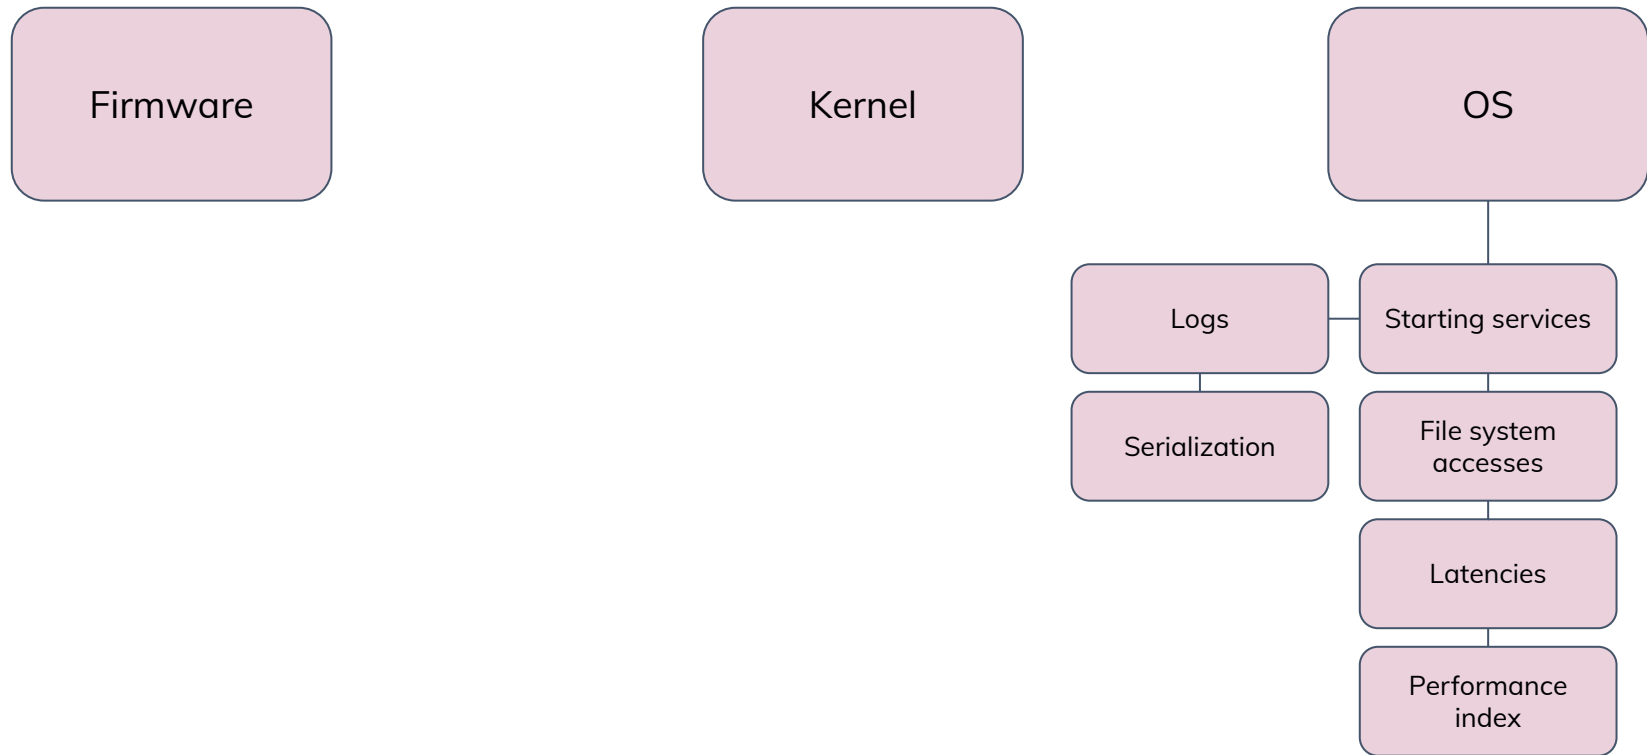 Firmware
Kernel
OS
Logs
Starting services
Serialization
File system
accesses
Latencies
Performance
index